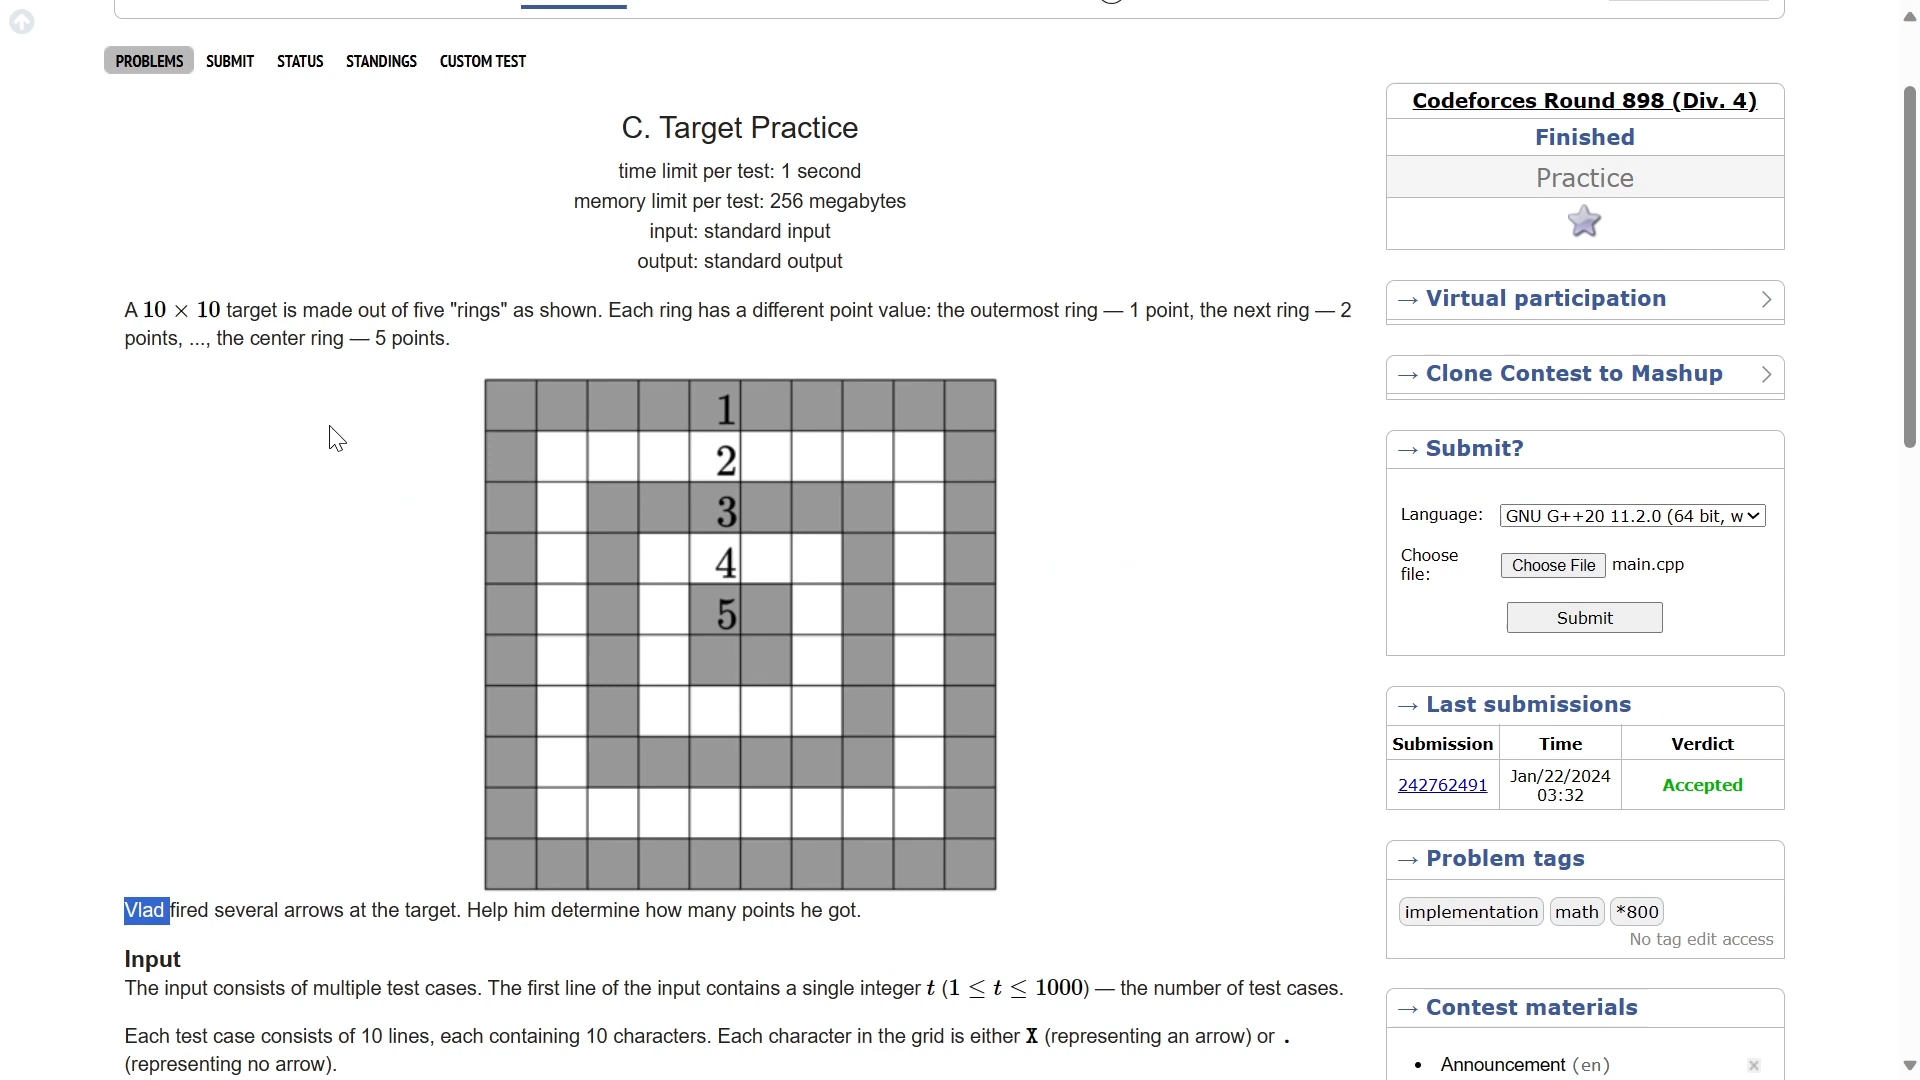 PROBLEMS SUBMIT STATUS STANDINGS CUSTOM TEST
C. Target Practice
time limit per test: 1 second
memory limit per test: 256 megabytes
input: standard input
output: standard output
A 10 × 10 target is made out of five "rings" as shown. Each ring has a different point value: the outermost ring — 1 point, the next ring — 2
points, ..., the center ring — 5 points.
1
2
3
4
5
Vlad fired several arrows at the target. Help him determine how many points he got.
Input
The input consists of multiple test cases. The first line of the input contains a single integer t (1 ≤ t ≤ 1000) — the number of test cases.
Each test case consists of 10 lines, each containing 10 characters. Each character in the grid is either X (representing an arrow) or .
(representing no arrow).
Codeforces Round 898 (Div. 4)
Finished
Practice
→ Virtual participation
→ Clone Contest to Mashup
→ Submit?
Language: GNU G++20 11.2.0 (64 bit, w
Choose
file: Choose File main.cpp
Submit
→ Last submissions
Submission Time Verdict
242762491 Jan/22/2024 Accepted
03:32
→ Problem tags
implementation math *800
No tag edit access
→ Contest materials
• Announcement (en)